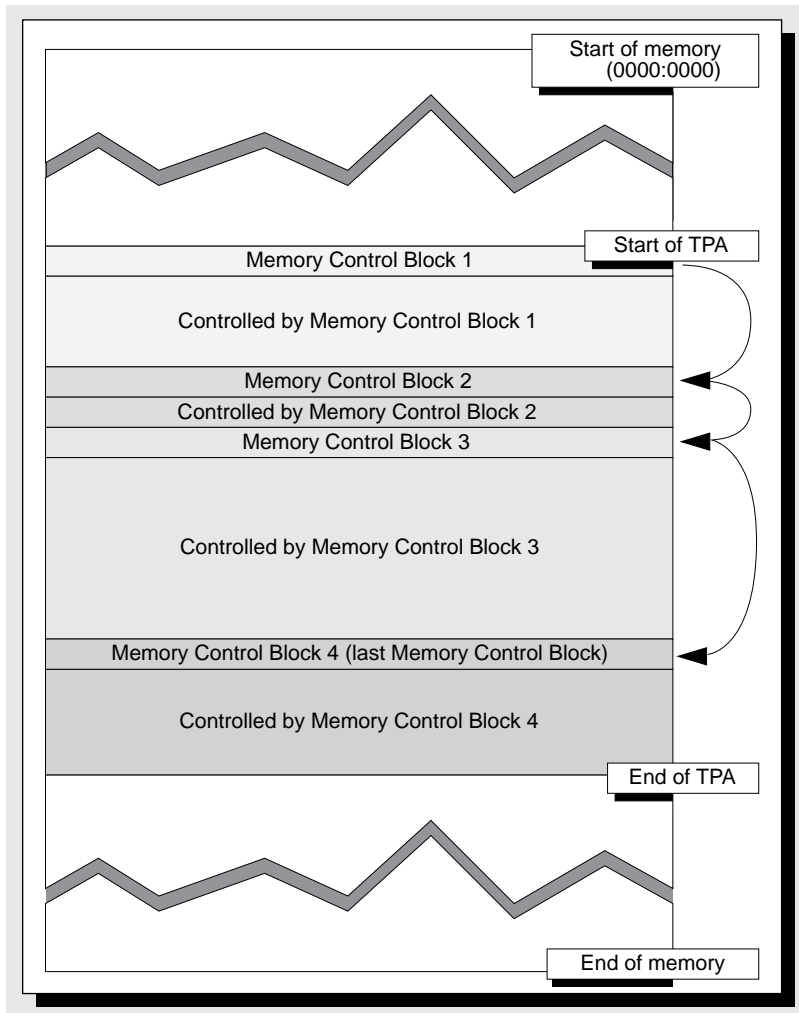 Start of memory
(0000:0000)
Start of TPA
Memory Control Block 1
Controlled by Memory Control Block 1
Memory Control Block 2
Controlled by Memory Control Block 2
Memory Control Block 3
Controlled by Memory Control Block 3
Memory Control Block 4 (last Memory Control Block)
Controlled by Memory Control Block 4
End of TPA
End of memory